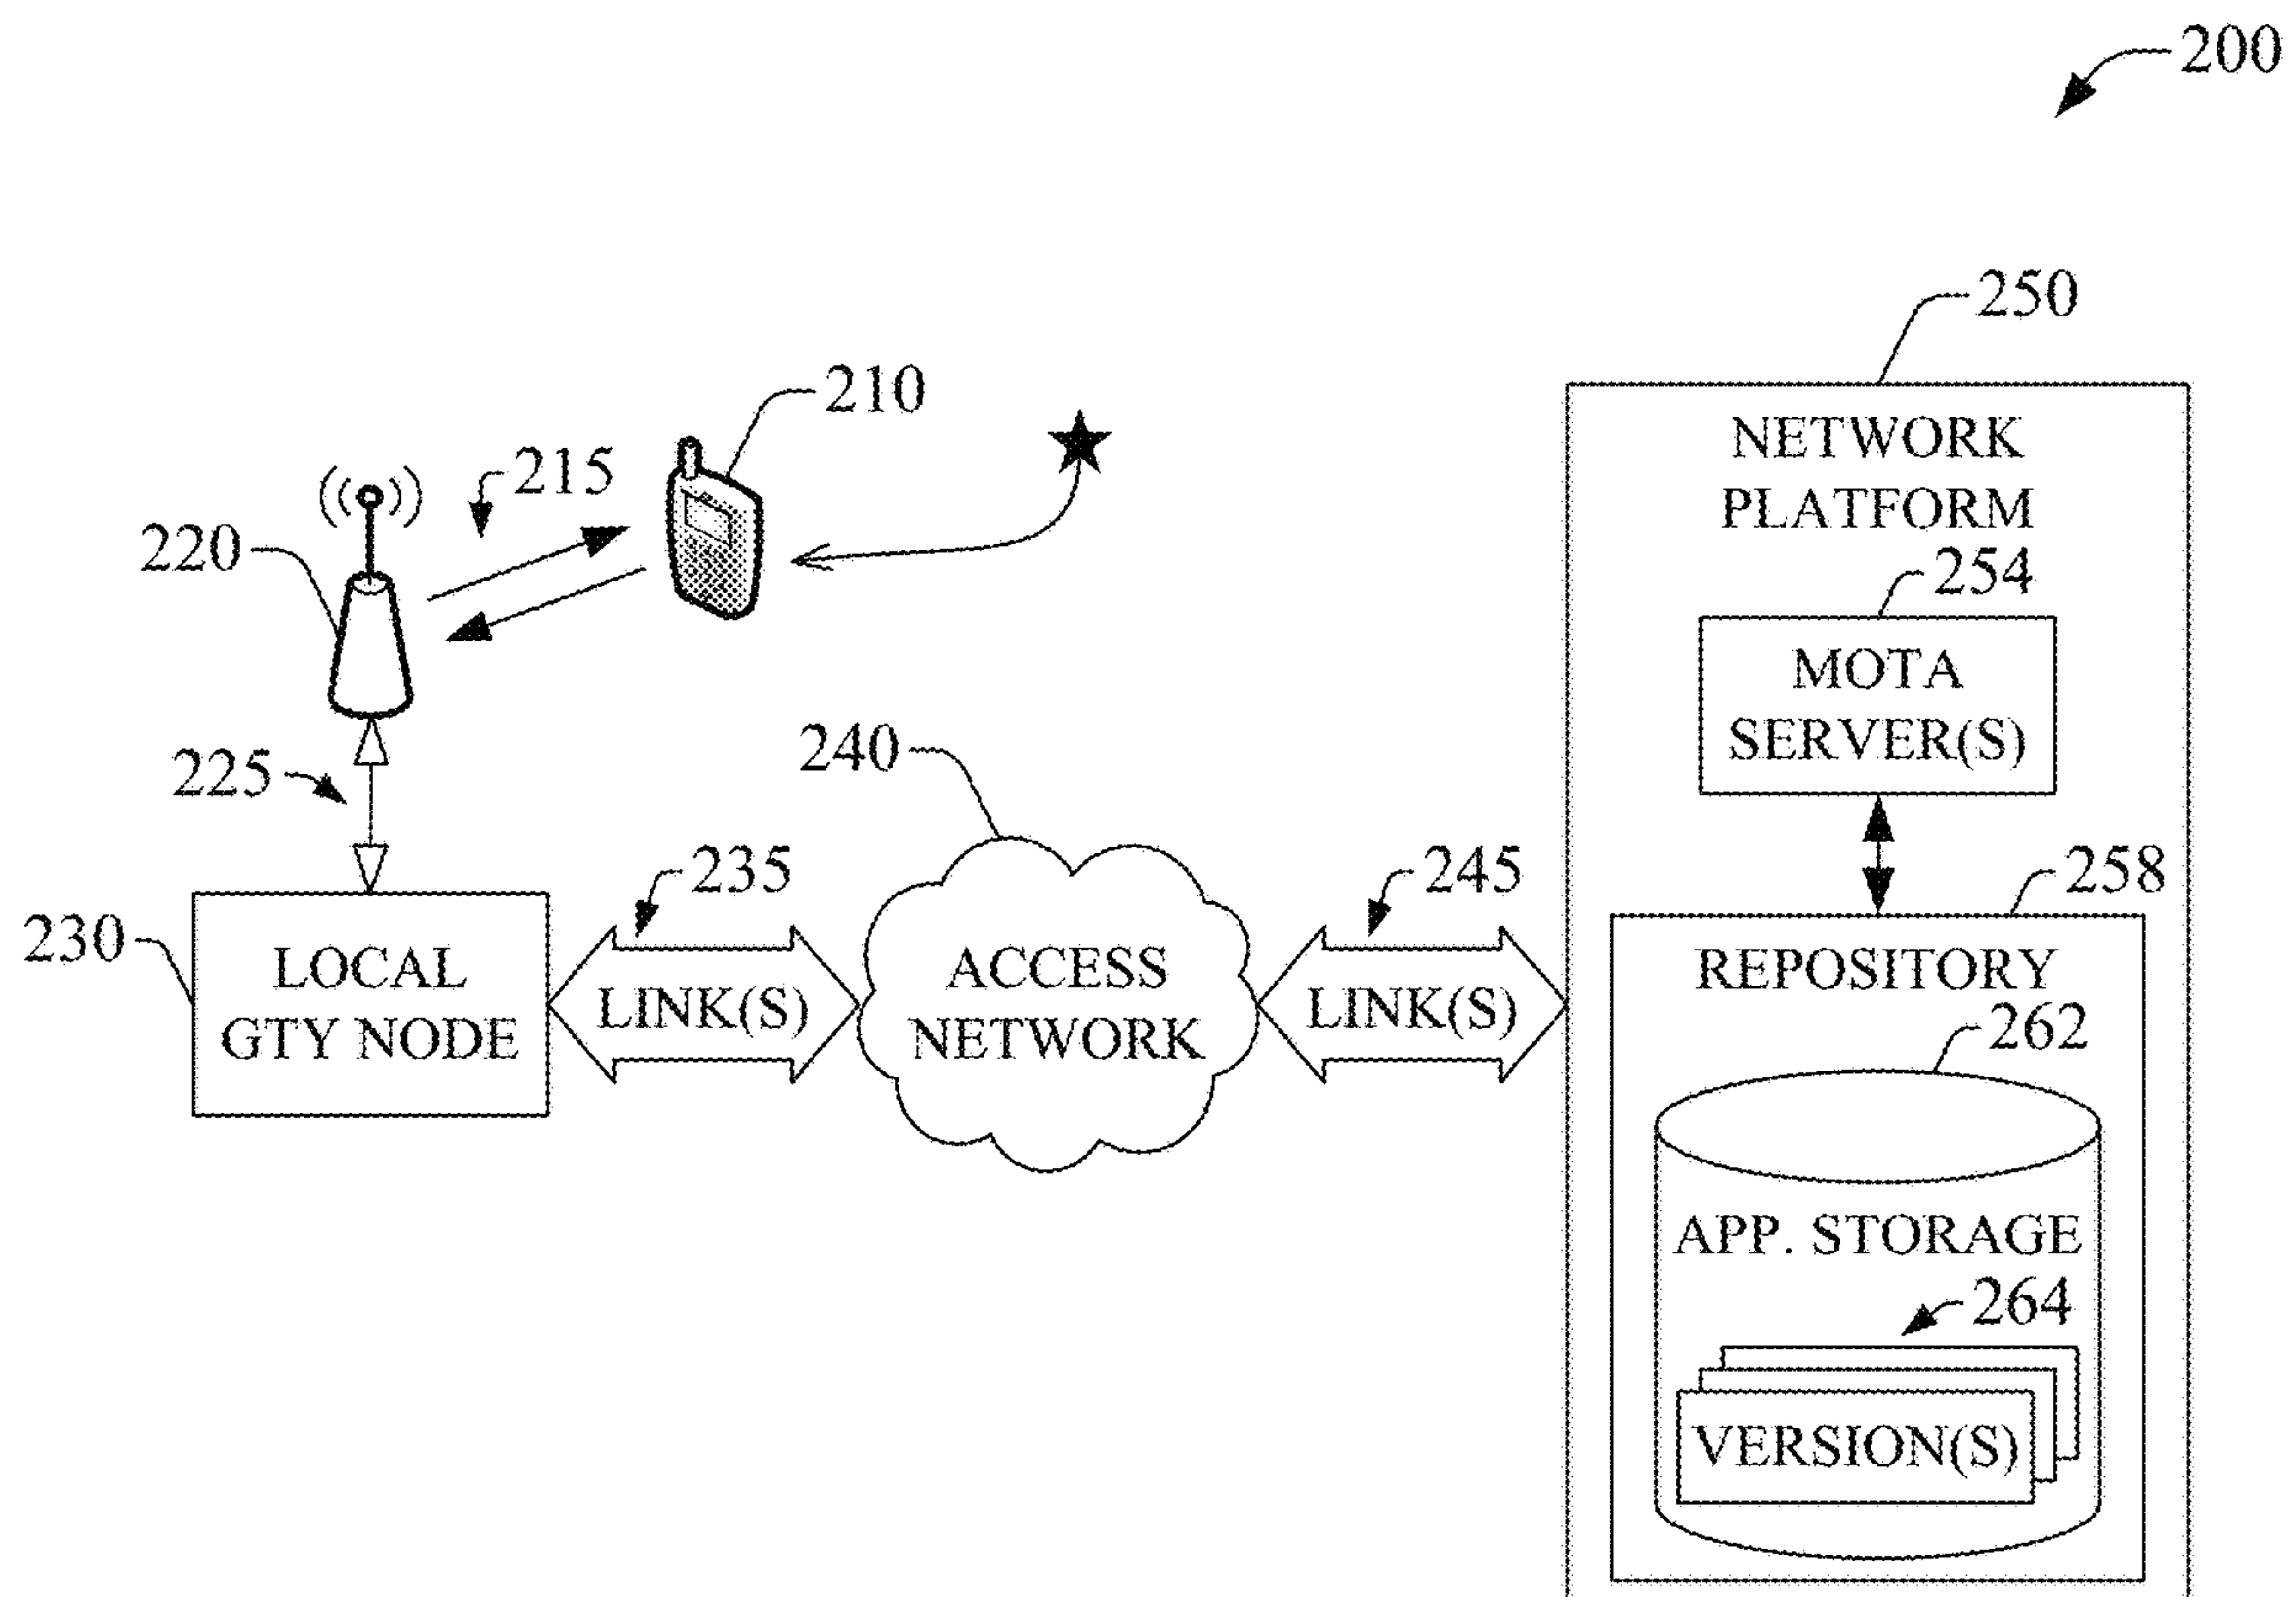 200
250
210
NETWORK
PLATFORM
215
220
254
MOTA
SERVER(S)
240
225
235
245
258
230
LOCAL
GTY NODE
LINK(S)
ACCESS
NETWORK
LINK(S)
REPOSITORY
262
APP. STORAGE
264
VERSION(S)